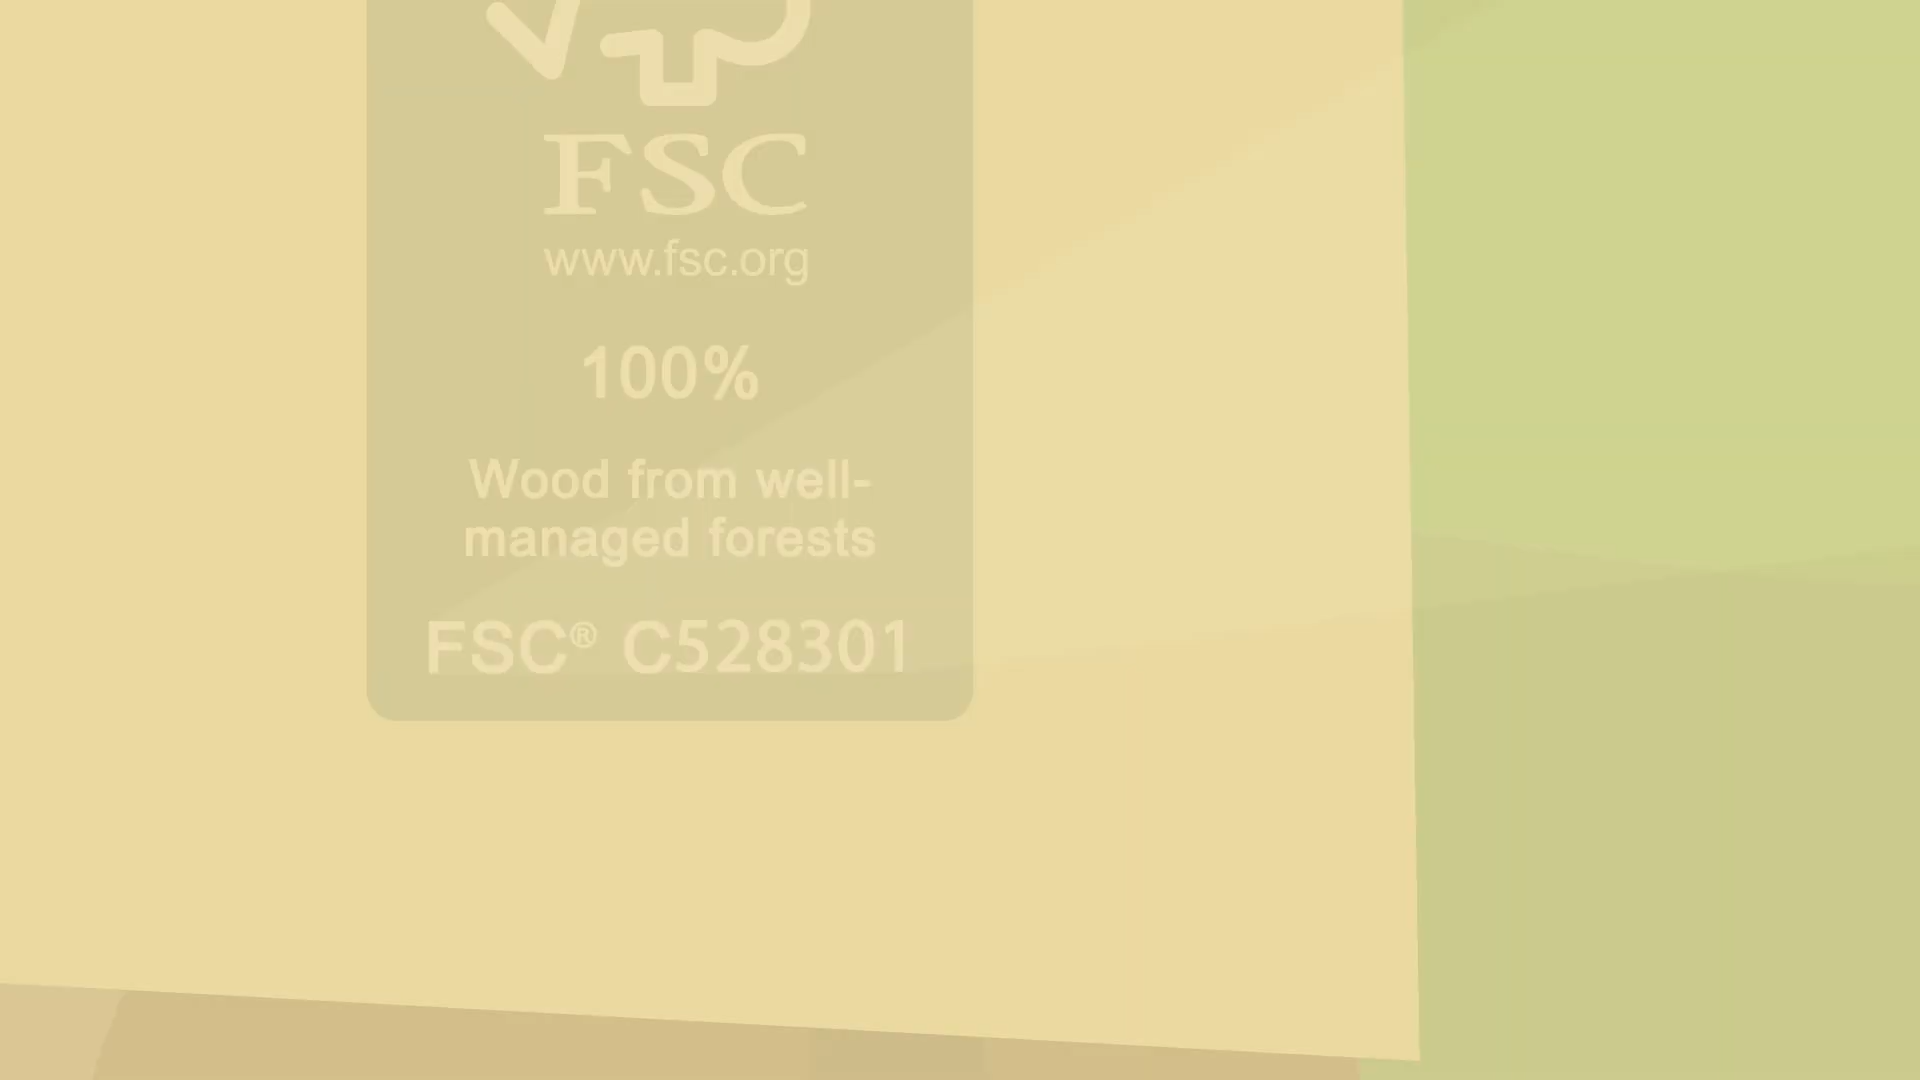 FSC
www.fsc.org
100%
Wood from well-
managed forests
FSC® C528301